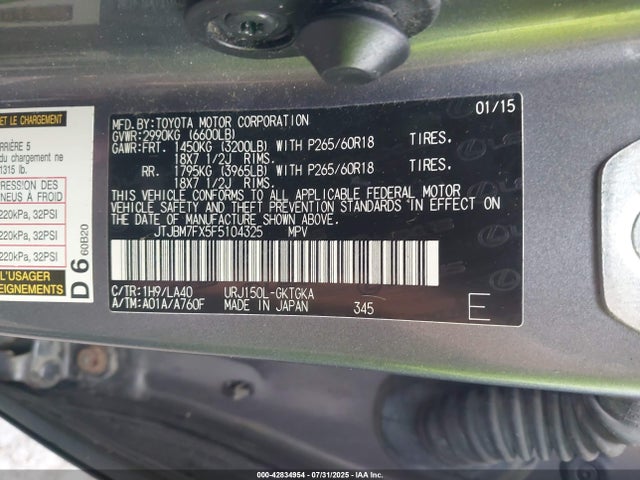 ET LE CHARGEMENT
RRIÈRE 5
du chargement ne
1315 lb.
RESSION DES
NEUS À FROID
220kPa, 32PSI
220kPa, 32PSI
220kPa, 32PSI
L'USAGER
EIGNEMENTS
D6
60B20
MFD.BY:TOYOTA MOTOR CORPORATION 01/15
GVWR:2990KG (6600LB)
GAWR:FRT. 1450KG (3200LB) WITH P265/60R18 TIRES.
18X7 1/2J RIMS.
RR. 1795KG (3965LB) WITH P265/60R18 TIRES.
18X7 1/2J RIMS.
THIS VEHICLE CONFORMS TO ALL APPLICABLE FEDERAL MOTOR
VEHICLE SAFETY AND THEFT PREVENTION STANDARDS IN EFFECT ON
THE DATE OF MANUFACTURE SHOWN ABOVE.
JTJBM7FX5F5104325 MPV
C/TR:1H9/LA40 URJ150L-GKTGKA
A/TM:A01A/A760F MADE IN JAPAN 345 E
000-42834954 | 07/31/2025 | IAA INC.